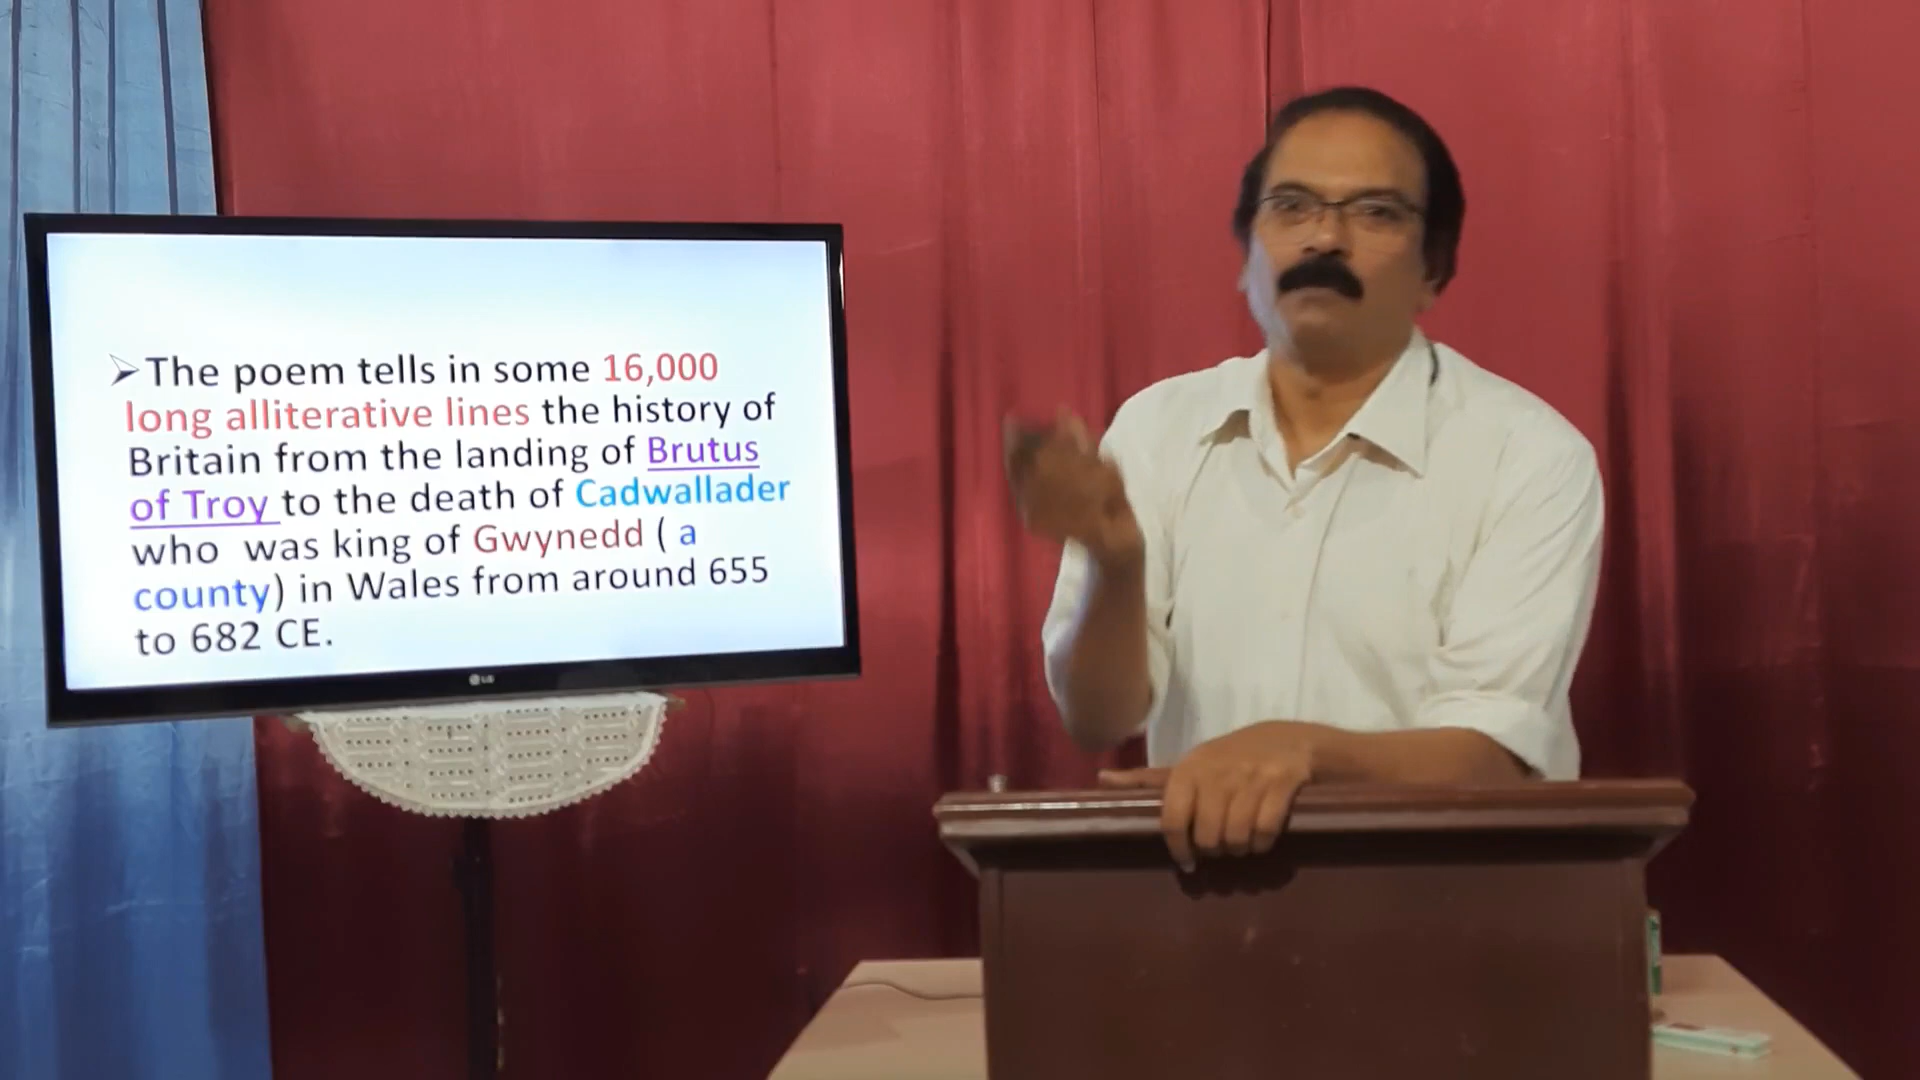 The poem tells in some 16,000
long alliterative lines the history of
Britain from the landing of Brutus
of Troy to the death of Cadwallader
who was king of Gwynedd ( a
county) in Wales from around 655
to 682 CE.
LG